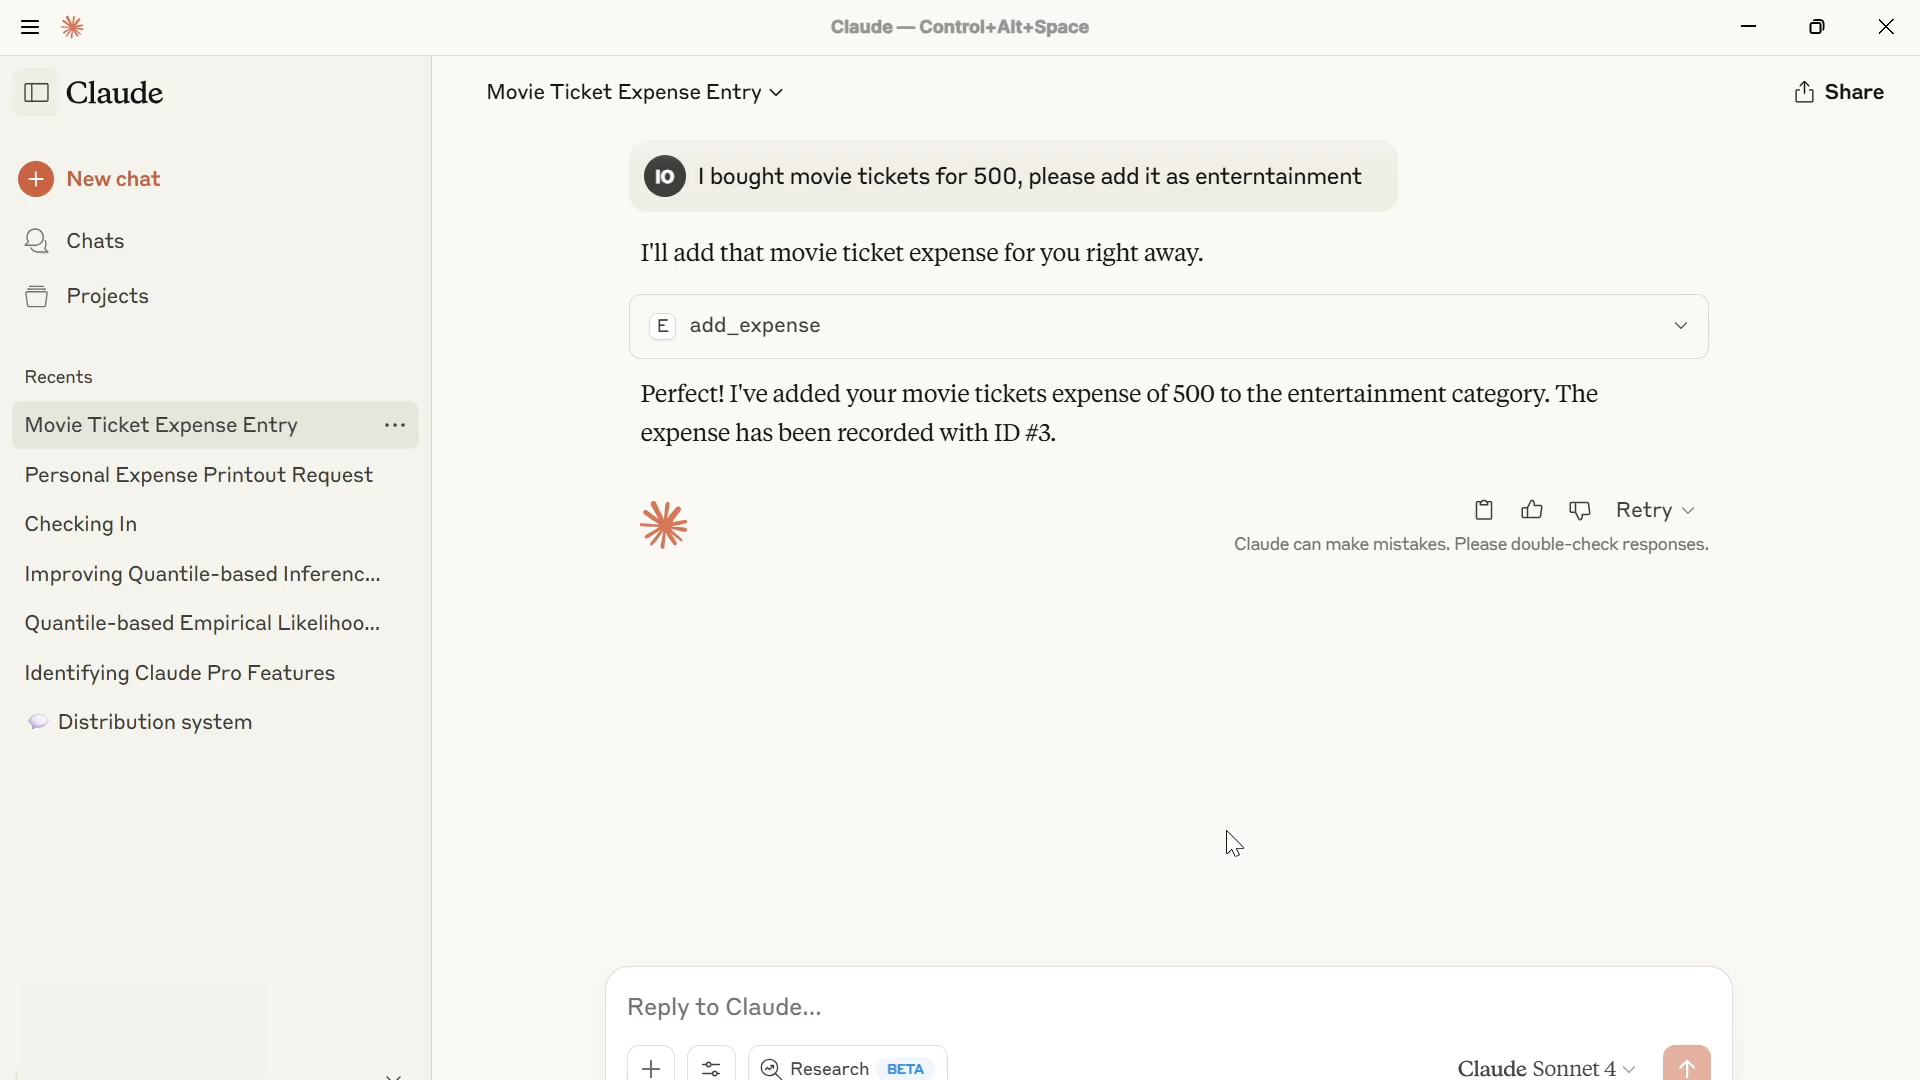 Claude — Control+Alt+Space
Claude
Movie Ticket Expense Entry
Share
New chat
Chats
Projects
Recents
Movie Ticket Expense Entry
Personal Expense Printout Request
Checking In
Improving Quantile-based Inferenc...
Quantile-based Empirical Likelihoo...
Identifying Claude Pro Features
Distribution system
IO I bought movie tickets for 500, please add it as enterntainment
I'll add that movie ticket expense for you right away.
E add_expense
Perfect! I've added your movie tickets expense of 500 to the entertainment category. The
expense has been recorded with ID #3.
Retry
Claude can make mistakes. Please double-check responses.
Reply to Claude...
Research BETA
Claude Sonnet 4